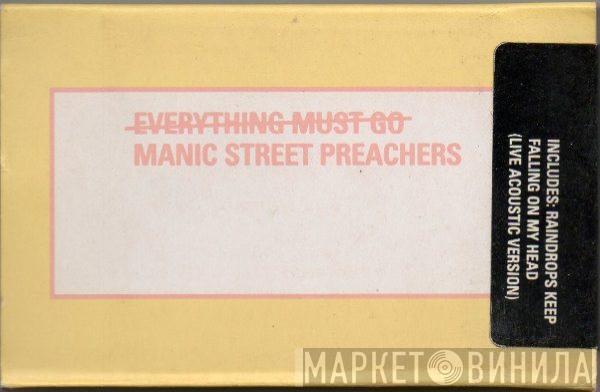 EVERYTHING MUST GO
MANIC STREET PREACHERS
INCLUDES: RAINDROPS KEEP
FALLING ON MY HEAD
(LIVE ACOUSTIC VERSION)
МАРКЕТ ВИНИЛА